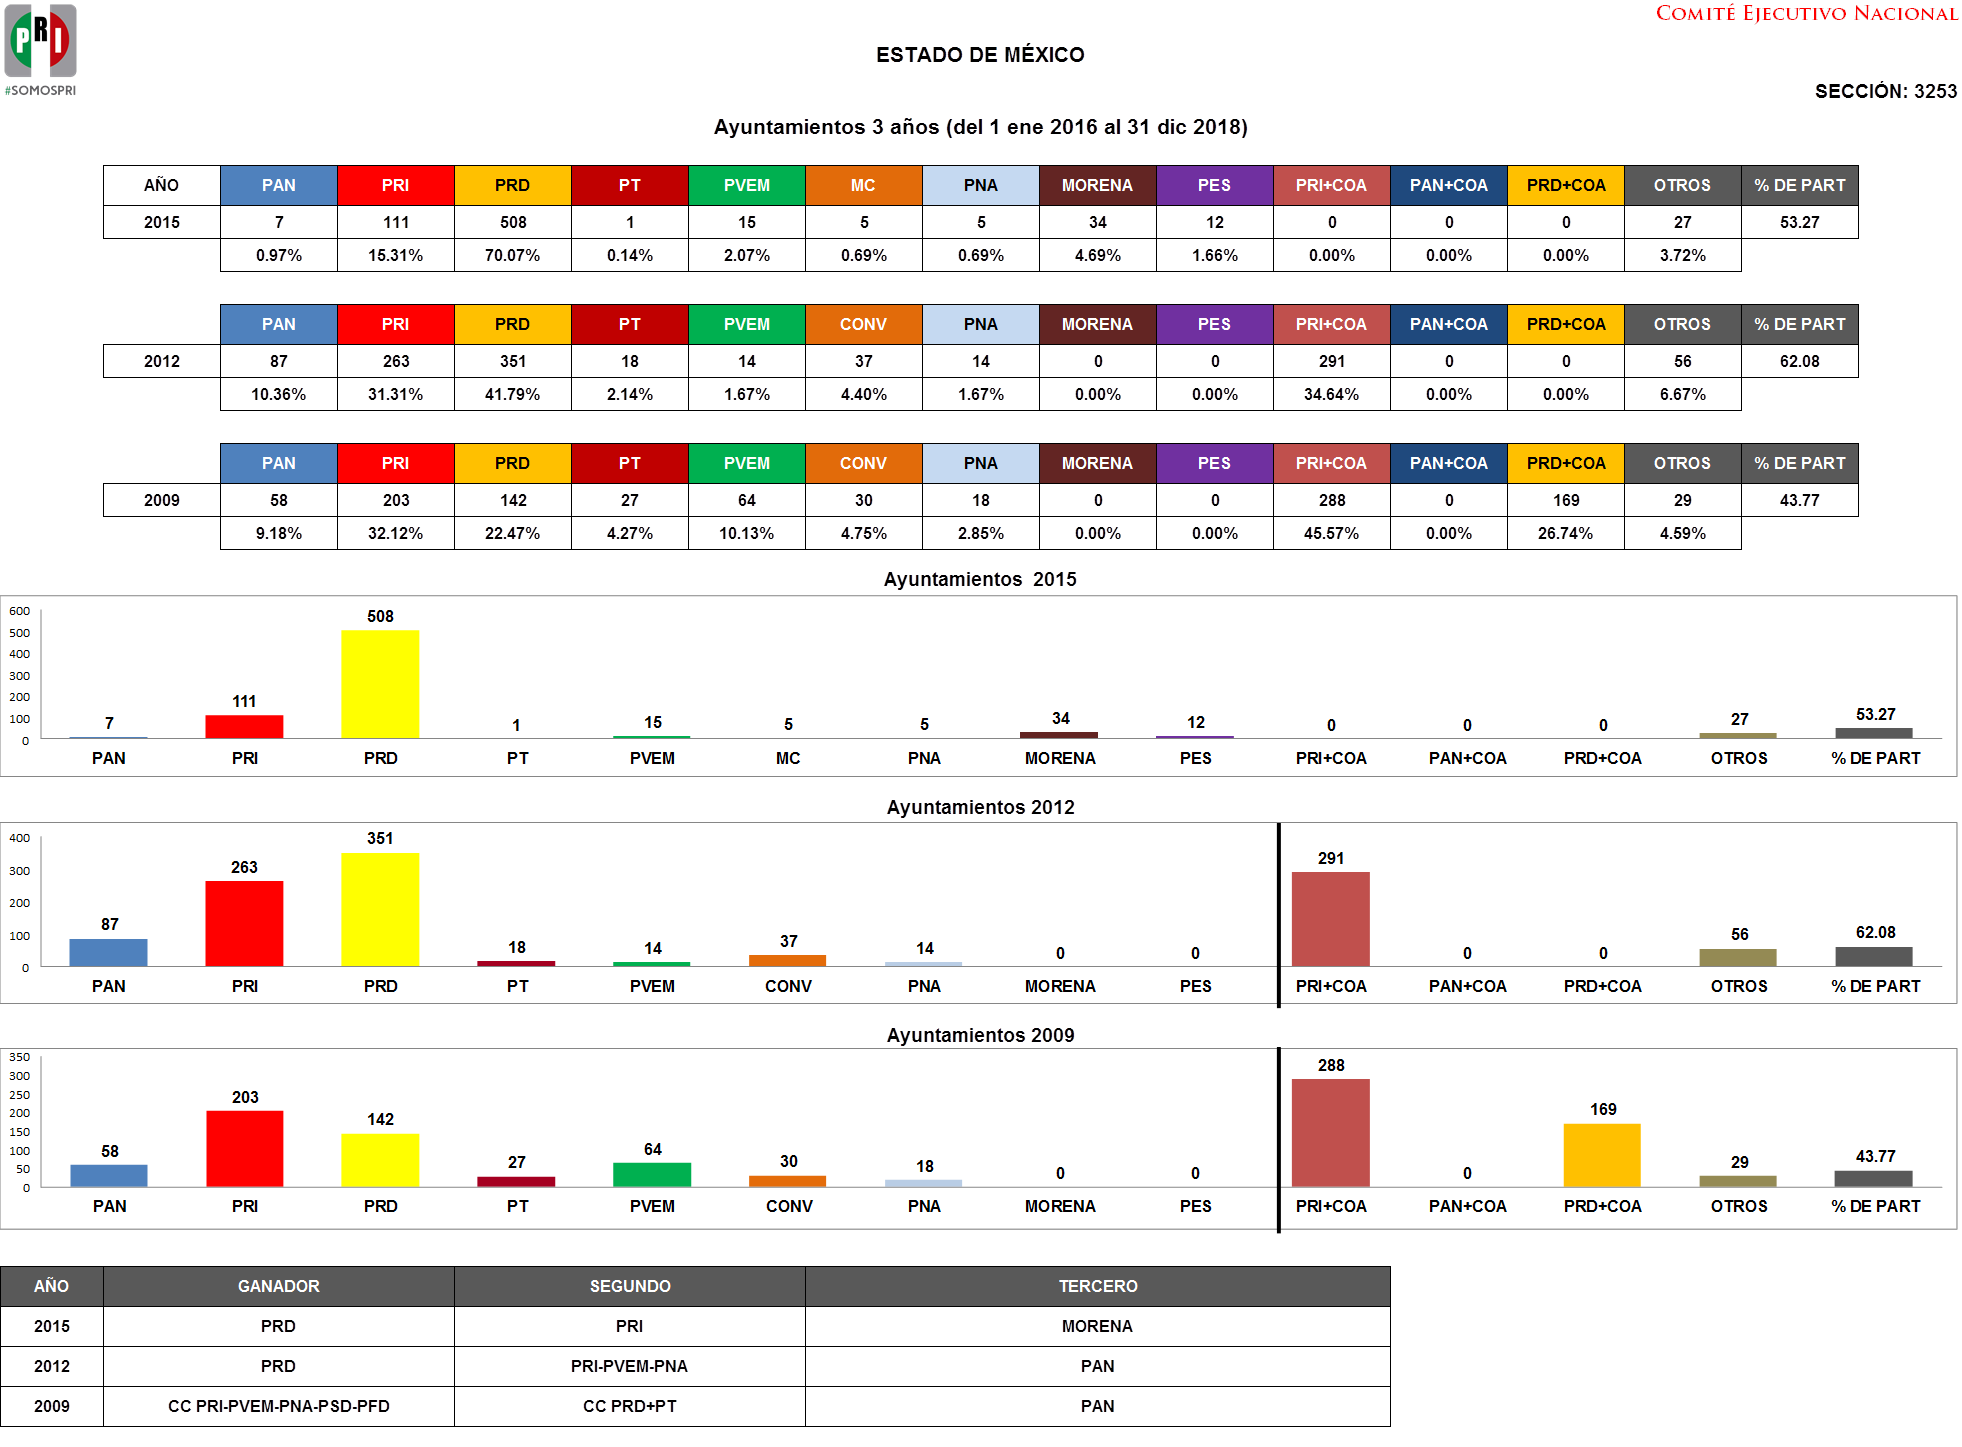 PRI
#SOMOSPRI
COMITÉ EJECUTIVO NACIONAL
ESTADO DE MÉXICO
SECCIÓN: 3253
Ayuntamientos 3 años (del 1 ene 2016 al 31 dic 2018)
AÑO PAN PRI PRD PT PVEM MC PNA MORENA PES PRI+COA PAN+COA PRD+COA OTROS % DE PART
2015 7 111 508 1 15 5 5 34 12 0 0 0 27 53.27
0.97% 15.31% 70.07% 0.14% 2.07% 0.69% 0.69% 4.69% 1.66% 0.00% 0.00% 0.00% 3.72%
PAN PRI PRD PT PVEM CONV PNA MORENA PES PRI+COA PAN+COA PRD+COA OTROS % DE PART
2012 87 263 351 18 14 37 14 0 0 291 0 0 56 62.08
10.36% 31.31% 41.79% 2.14% 1.67% 4.40% 1.67% 0.00% 0.00% 34.64% 0.00% 0.00% 6.67%
PAN PRI PRD PT PVEM CONV PNA MORENA PES PRI+COA PAN+COA PRD+COA OTROS % DE PART
2009 58 203 142 27 64 30 18 0 0 288 0 169 29 43.77
9.18% 32.12% 22.47% 4.27% 10.13% 4.75% 2.85% 0.00% 0.00% 45.57% 0.00% 26.74% 4.59%
Ayuntamientos 2015
600
500
400
300
200
100
0
7 111 508 1 15 5 5 34 12 0 0 0 27 53.27
PAN PRI PRD PT PVEM MC PNA MORENA PES PRI+COA PAN+COA PRD+COA OTROS % DE PART
Ayuntamientos 2012
400
300
200
100
0
87 263 351 18 14 37 14 0 0 291 0 0 56 62.08
PAN PRI PRD PT PVEM CONV PNA MORENA PES PRI+COA PAN+COA PRD+COA OTROS % DE PART
Ayuntamientos 2009
350
300
250
200
150
100
50
0
58 203 142 27 64 30 18 0 0 288 0 169 29 43.77
PAN PRI PRD PT PVEM CONV PNA MORENA PES PRI+COA PAN+COA PRD+COA OTROS % DE PART
AÑO GANADOR SEGUNDO TERCERO
2015 PRD PRI MORENA
2012 PRD PRI-PVEM-PNA PAN
2009 CC PRI-PVEM-PNA-PSD-PFD CC PRD+PT PAN